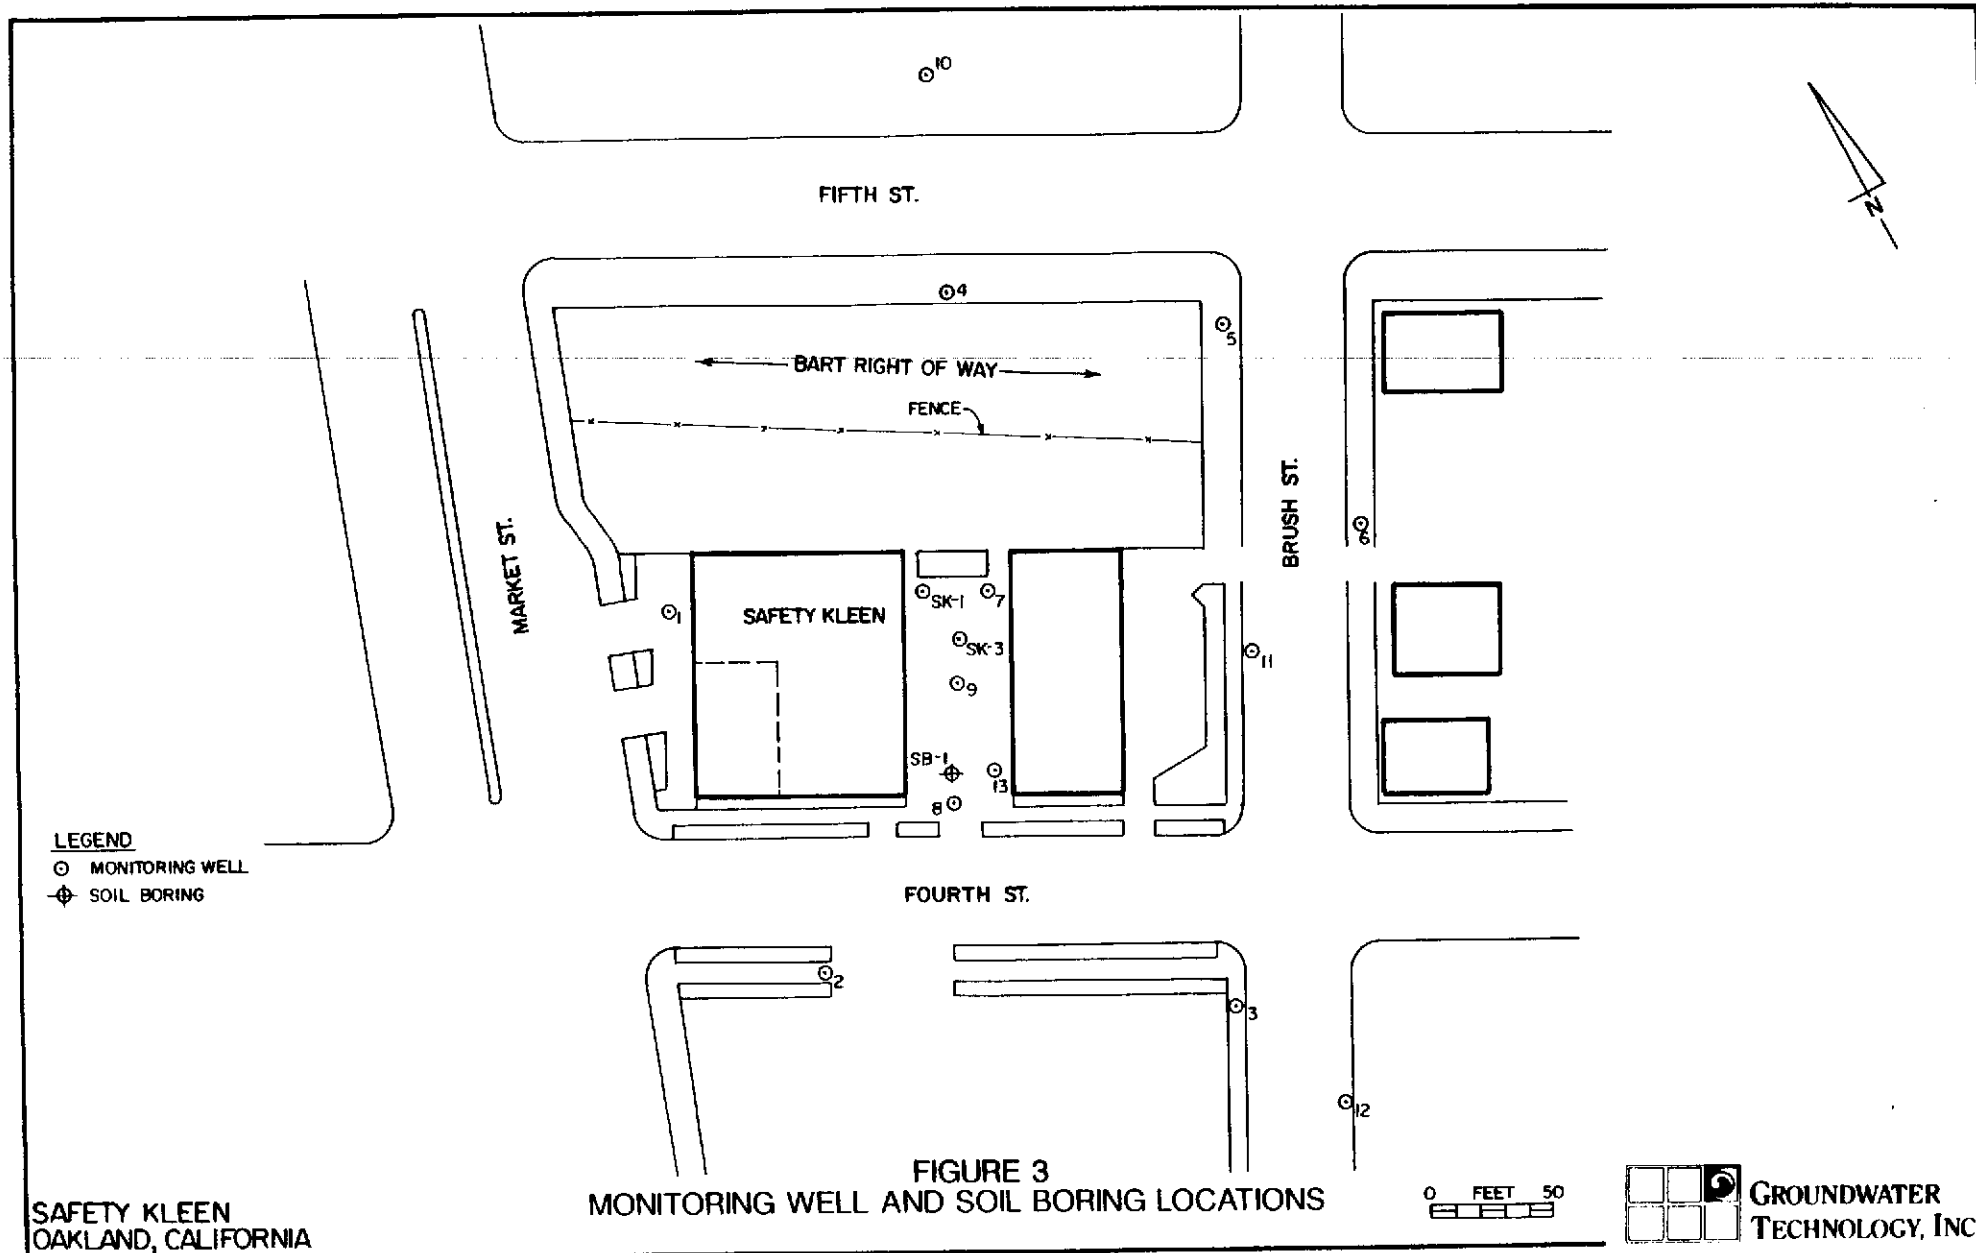 10
FIFTH ST.
N
4
5
BART RIGHT OF WAY
FENCE
6
BRUSH ST.
MARKET ST.
SK-1
7
1
SAFETY KLEEN
SK-3
11
9
SB-1
13
8
LEGEND
MONITORING WELL
SOIL BORING
FOURTH ST.
2
3
12
FIGURE 3
MONITORING WELL AND SOIL BORING LOCATIONS
0 FEET 50
SAFETY KLEEN
OAKLAND, CALIFORNIA
GROUNDWATER
TECHNOLOGY, INC